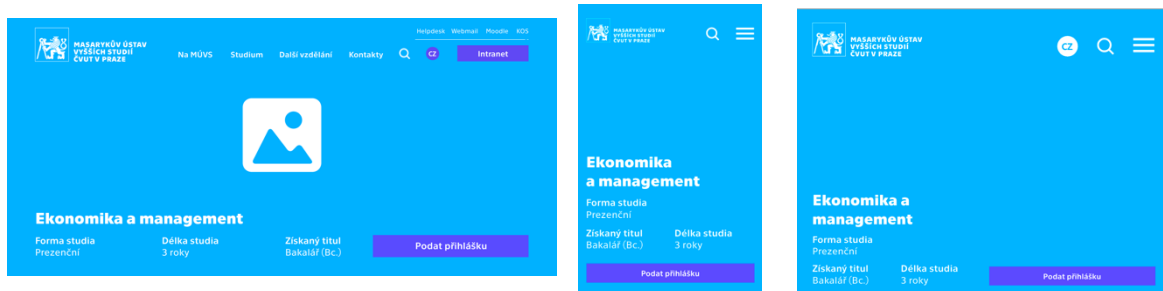 Helpdesk Webmail Moodle KOS
MASARYKŮV ÚSTAV
VYŠŠÍCH STUDIÍ
ČVUT V PRAZE
Na MÚVS Studium Další vzdělání Kontakty CZ Intranet
Ekonomika a management
Forma studia Délka studia Získaný titul
Prezenční 3 roky Bakalář (Bc.)
Podat přihlášku
MASARYKŮV ÚSTAV
VYŠŠÍCH STUDIÍ
ČVUT V PRAZE
Ekonomika
a management
Forma studia
Prezenční
Získaný titul Délka studia
Bakalář (Bc.) 3 roky
Podat přihlášku
MASARYKŮV ÚSTAV
VYŠŠÍCH STUDIÍ
ČVUT V PRAZE
CZ
Ekonomika a
management
Forma studia
Prezenční
Získaný titul Délka studia
Bakalář (Bc.) 3 roky
Podat přihlášku